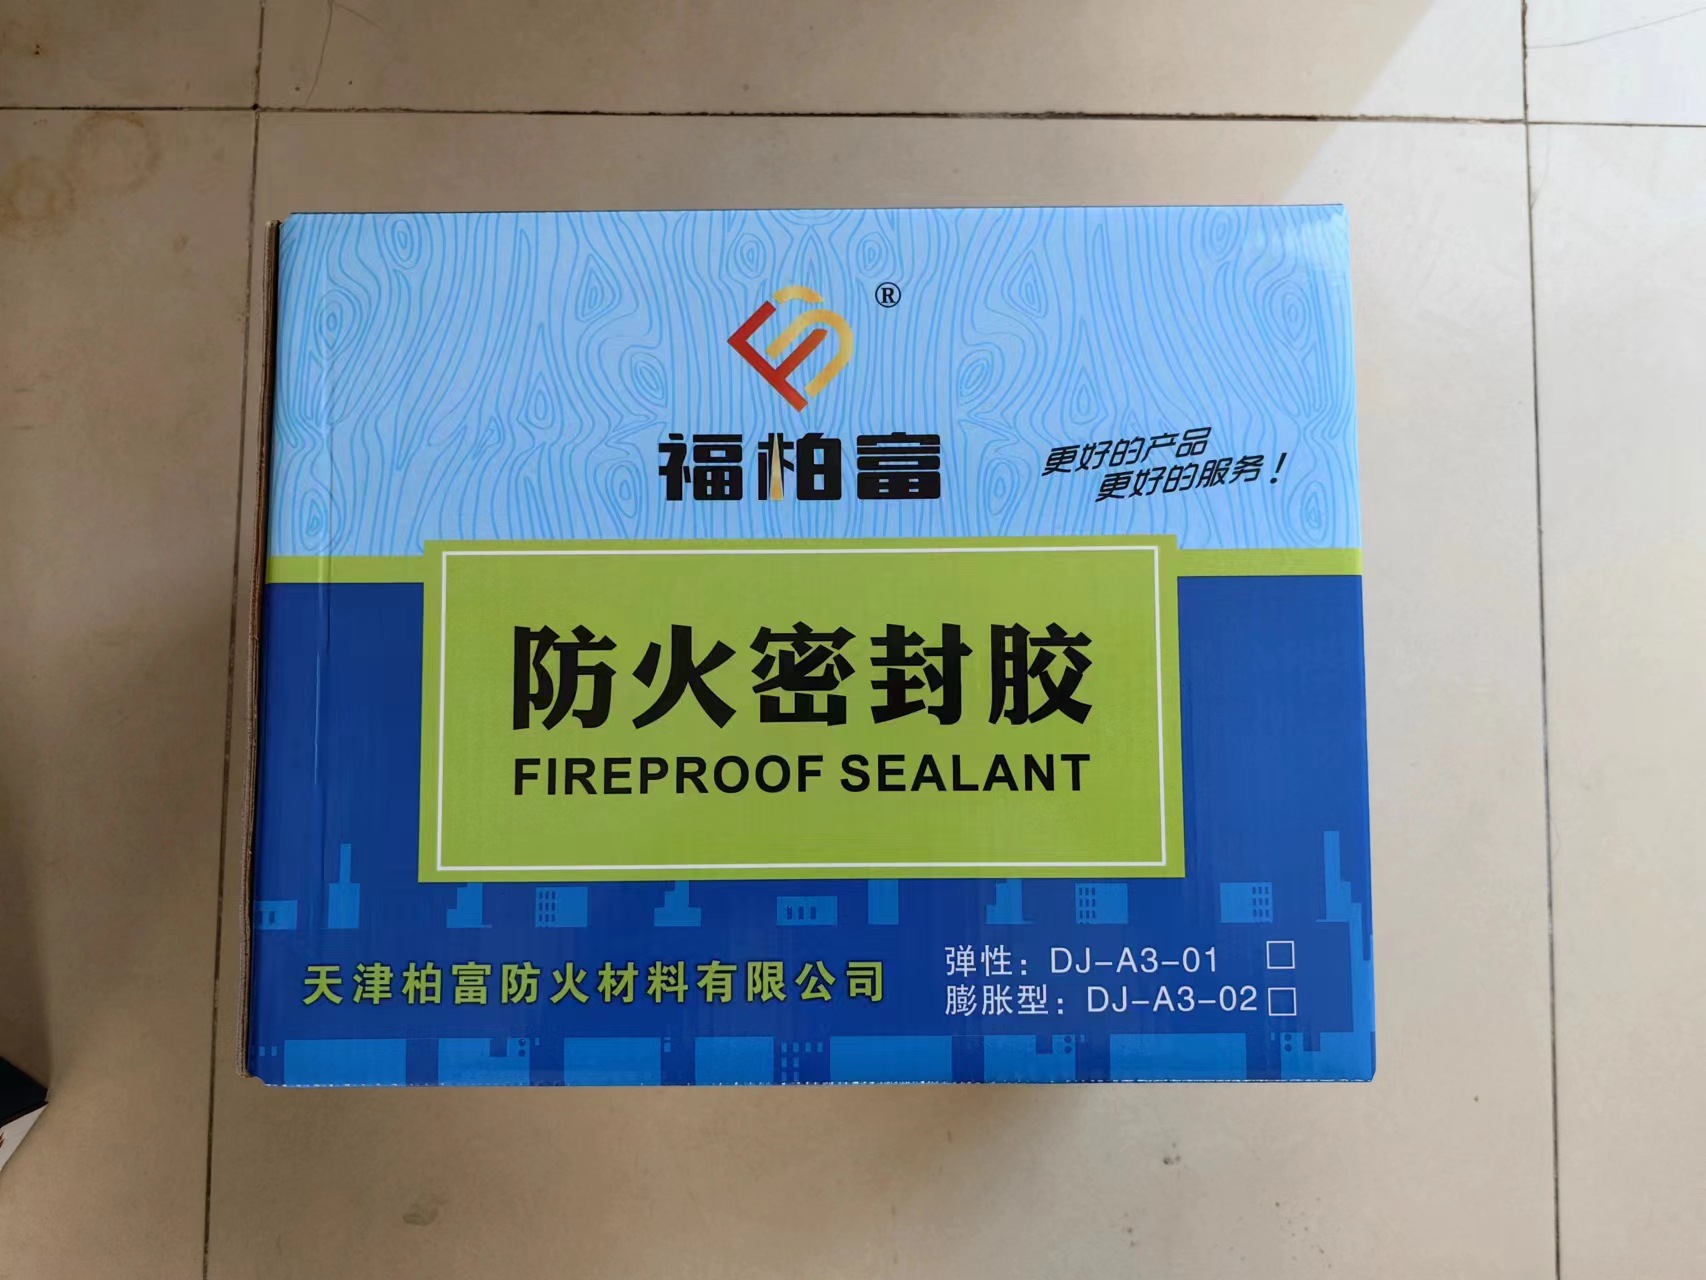 ®
福柏富
更好的产品
更好的服务！
防火密封胶
FIREPROOF SEALANT
天津柏富防火材料有限公司
弹性：DJ-A3-01 □
膨胀型：DJ-A3-02 □